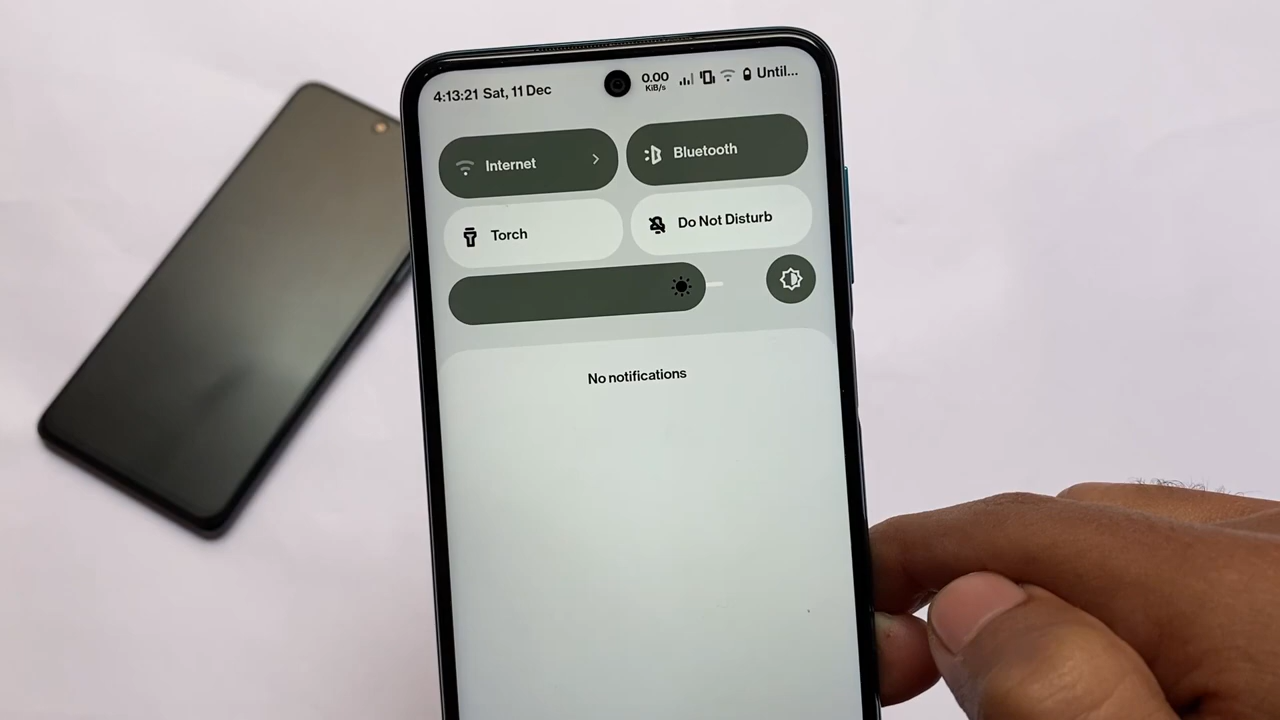 4:13:21 Sat, 11 Dec
0.00
KiB/s
Until...
Internet
Bluetooth
Torch
Do Not Disturb
No notifications